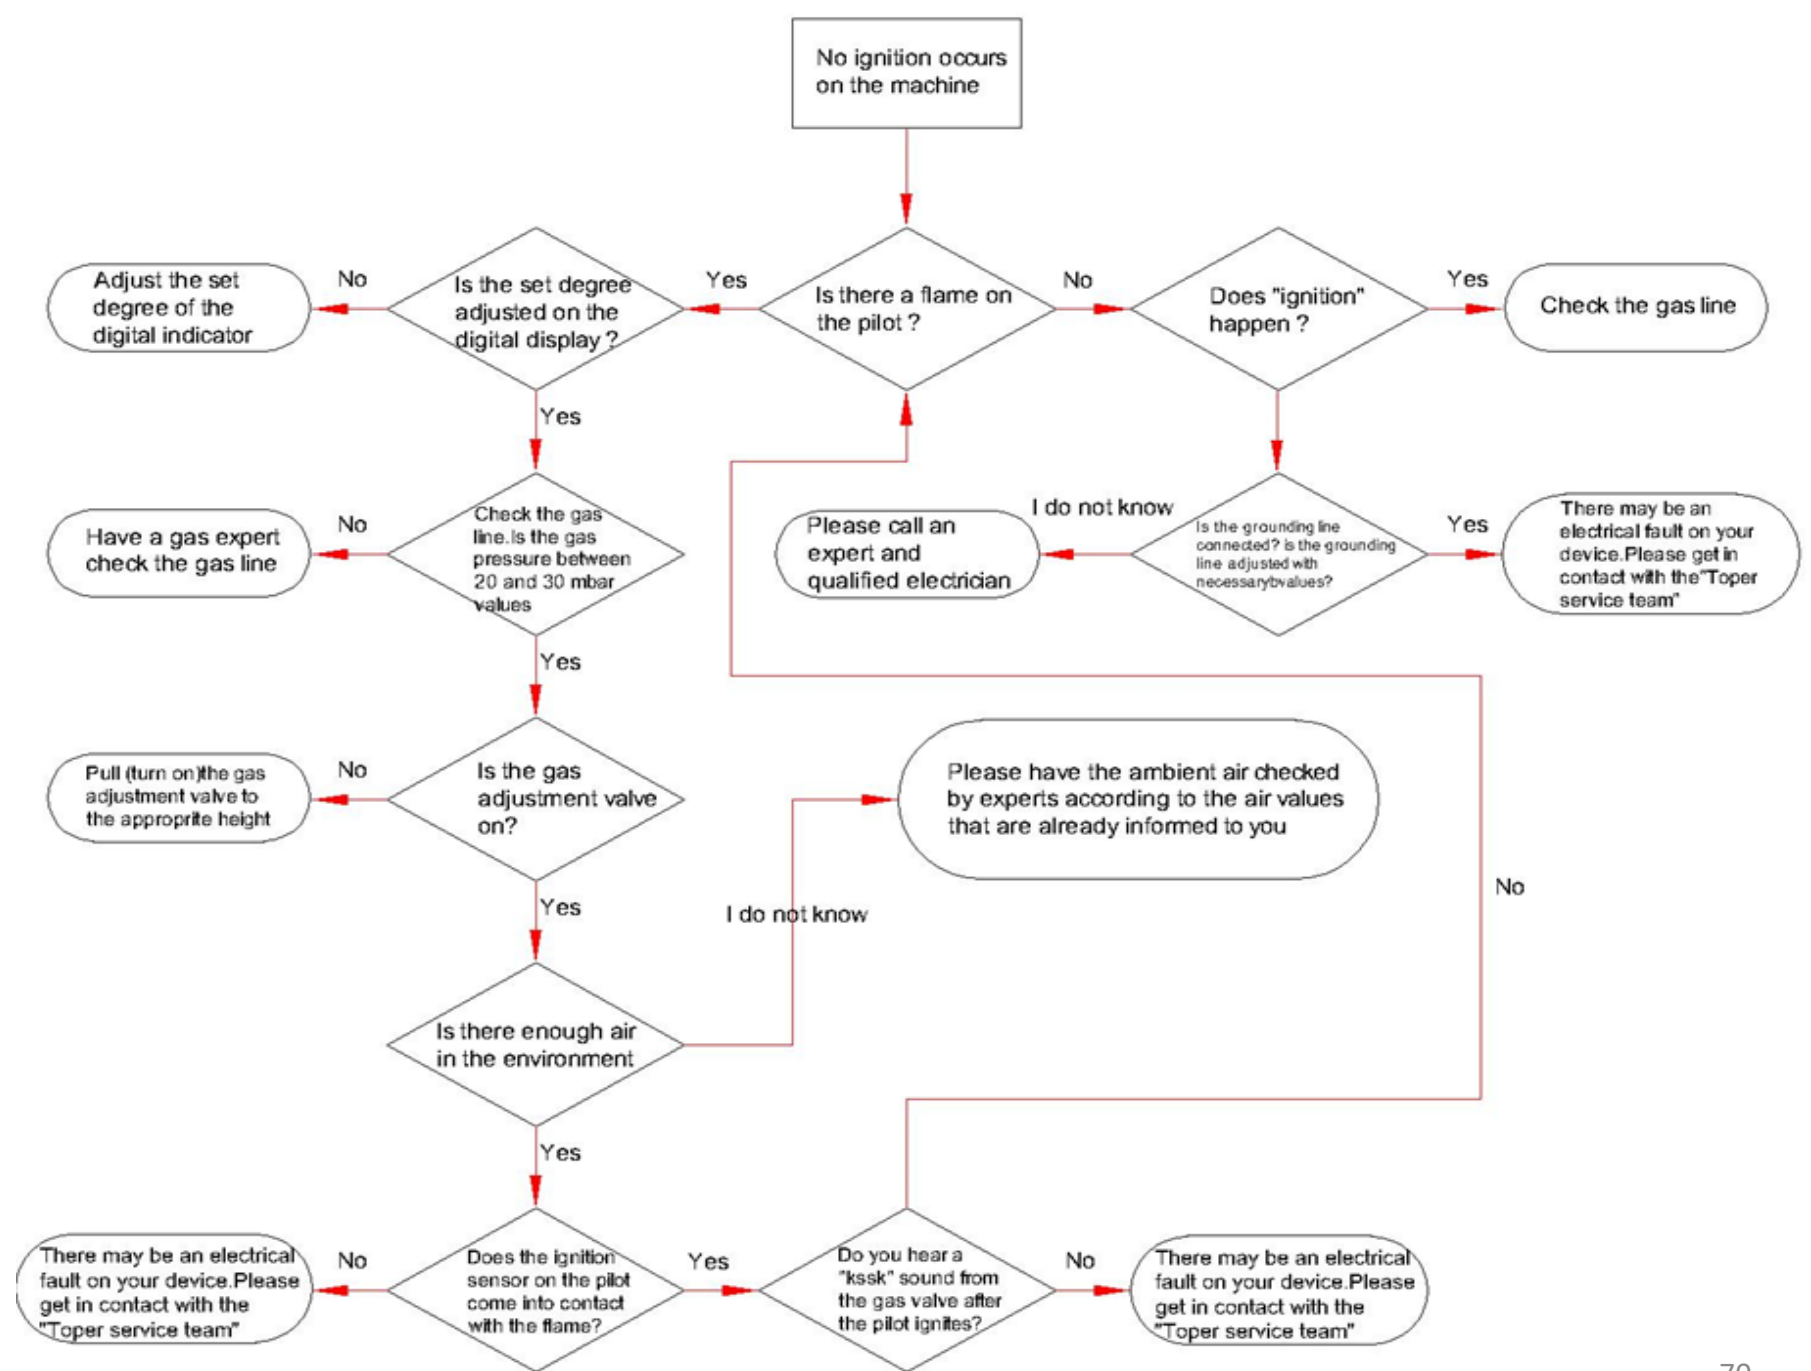 No ignition occurs
on the machine
Adjust the set
degree of the
digital indicator
No
Is the set degree
adjusted on the
digital display ?
Yes
Is there a flame on
the pilot ?
No
Does "ignition"
happen ?
Yes
Check the gas line
Yes
Have a gas expert
check the gas line
No
Check the gas
line.Is the gas
pressure between
20 and 30 mbar
values
Please call an
expert and
qualified electrician
I do not know
Is the grounding line
connected? is the grounding
line adjusted with
necessarybvalues?
Yes
There may be an
electrical fault on your
device.Please get in
contact with the"Toper
service team"
Yes
Pull (turn on)the gas
adjustment valve to
the approprite height
No
Is the gas
adjustment valve
on?
Please have the ambient air checked
by experts according to the air values
that are already informed to you
Yes
I do not know
No
Is there enough air
in the environment
Yes
There may be an electrical
fault on your device.Please
get in contact with the
"Toper service team"
No
Does the ignition
sensor on the pilot
come into contact
with the flame?
Yes
Do you hear a
"kssk" sound from
the gas valve after
the pilot ignites?
No
There may be an electrical
fault on your device.Please
get in contact with the
"Toper service team"